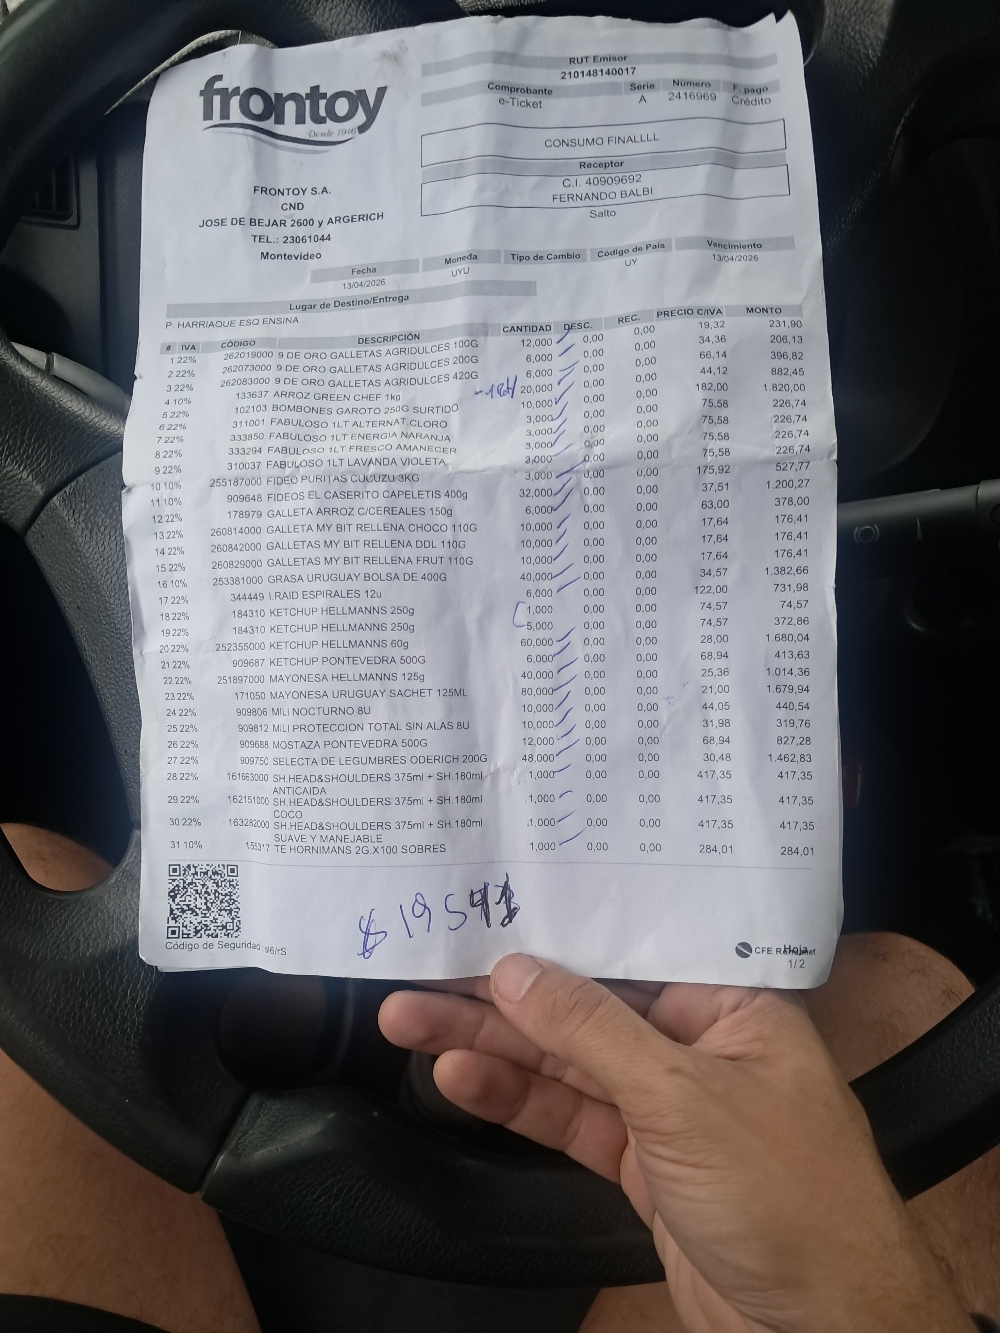 frontoy
Desde 1916
FRONTOY S.A.
CND
JOSE DE BEJAR 2600 y ARGERICH
TEL.: 23061044
Montevideo
RUT Emisor
210148140017
Comprobante Serie Número F. pago
e-Ticket A 2416969 Crédito
CONSUMO FINALLLL
Receptor
C.I. 40909692
FERNANDO BALBI
Salto
Fecha Moneda Tipo de Cambio Código de País Vencimiento
13/04/2026 UYU UY 13/04/2026
Lugar de Destino/Entrega
P. HARRIAQUE ESQ ENSINA
# IVA CÓDIGO DESCRIPCIÓN CANTIDAD DESC. REC. PRECIO C/IVA MONTO
1 22% 262019000 9 DE ORO GALLETAS AGRIDULCES 100G 12,000 0,00 0,00 19,32 231,90
2 22% 262073000 9 DE ORO GALLETAS AGRIDULCES 200G 6,000 0,00 0,00 34,36 206,13
3 22% 262083000 9 DE ORO GALLETAS AGRIDULCES 420G 6,000 0,00 0,00 66,14 396,82
4 10% 133637 ARROZ GREEN CHEF 1kg 20,000 0,00 0,00 44,12 882,45
5 22% 102103 BOMBONES GAROTO 250G SURTIDO 10,000 0,00 0,00 182,00 1.820,00
6 22% 311001 FABULOSO 1LT ALTERNAT.CLORO 3,000 0,00 0,00 75,58 226,74
7 22% 333850 FABULOSO 1LT ENERGIA NARANJA 3,000 0,00 0,00 75,58 226,74
8 22% 333294 FABULOSO 1LT FRESCO AMANECER 3,000 0,00 0,00 75,58 226,74
9 22% 310037 FABULOSO 1LT LAVANDA VIOLETA 3,000 0,00 0,00 75,58 226,74
10 10% 255187000 FIDEO PURITAS CUCUZU 3KG 3,000 0,00 0,00 175,92 527,77
11 10% 909648 FIDEOS EL CASERITO CAPELETIS 400g 32,000 0,00 0,00 37,51 1.200,27
12 22% 178979 GALLETA ARROZ C/CEREALES 150g 6,000 0,00 0,00 63,00 378,00
13 22% 260814000 GALLETA MY BIT RELLENA CHOCO 110G 10,000 0,00 0,00 17,64 176,41
14 22% 260842000 GALLETAS MY BIT RELLENA DDL 110G 10,000 0,00 0,00 17,64 176,41
15 22% 260829000 GALLETAS MY BIT RELLENA FRUT 110G 10,000 0,00 0,00 17,64 176,41
16 10% 253381000 GRASA URUGUAY BOLSA DE 400G 40,000 0,00 0,00 34,57 1.382,66
17 22% 344449 I.RAID ESPIRALES 12u 6,000 0,00 0,00 122,00 731,98
18 22% 184310 KETCHUP HELLMANNS 250g 1,000 0,00 0,00 74,57 74,57
19 22% 184310 KETCHUP HELLMANNS 250g 5,000 0,00 0,00 74,57 372,86
20 22% 252355000 KETCHUP HELLMANNS 60g 60,000 0,00 0,00 28,00 1.680,04
21 22% 909687 KETCHUP PONTEVEDRA 500G 6,000 0,00 0,00 68,94 413,63
22 22% 251897000 MAYONESA HELLMANNS 125g 40,000 0,00 0,00 25,36 1.014,36
23 22% 171050 MAYONESA URUGUAY SACHET 125ML 80,000 0,00 0,00 21,00 1.679,94
24 22% 909806 MILI NOCTURNO 8U 10,000 0,00 0,00 44,05 440,54
25 22% 909812 MILI PROTECCION TOTAL SIN ALAS 8U 10,000 0,00 0,00 31,98 319,76
26 22% 909688 MOSTAZA PONTEVEDRA 500G 12,000 0,00 0,00 68,94 827,28
27 22% 909750 SELECTA DE LEGUMBRES ODERICH 200G 48,000 0,00 0,00 30,48 1.462,83
28 22% 161663000 SH.HEAD&SHOULDERS 375ml + SH.180ml 1,000 0,00 0,00 417,35 417,35
ANTICAIDA
29 22% 162151000 SH.HEAD&SHOULDERS 375ml + SH.180ml 1,000 0,00 0,00 417,35 417,35
COCO
30 22% 163282000 SH.HEAD&SHOULDERS 375ml + SH.180ml 1,000 0,00 0,00 417,35 417,35
SUAVE Y MANEJABLE
31 10% 155317 TE HORNIMANS 2G.X100 SOBRES 1,000 0,00 0,00 284,01 284,01
Código de Seguridad:
CFE
Hoja
1/2